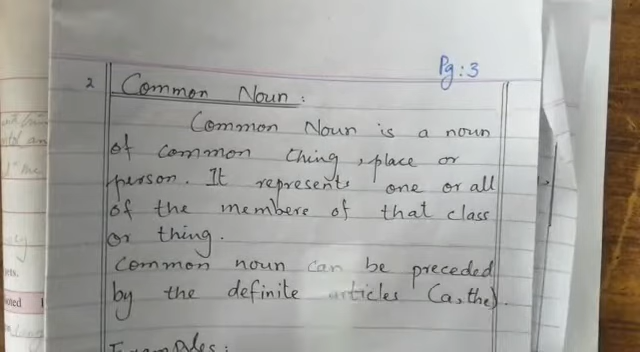 Pg:3
2 Common Noun:
Common Noun is a noun
of common thing, place or
person. It represents one or all
of the membere of that class
or thing.
Common noun can be preceded
by the definite articles (a, the).
Examples: